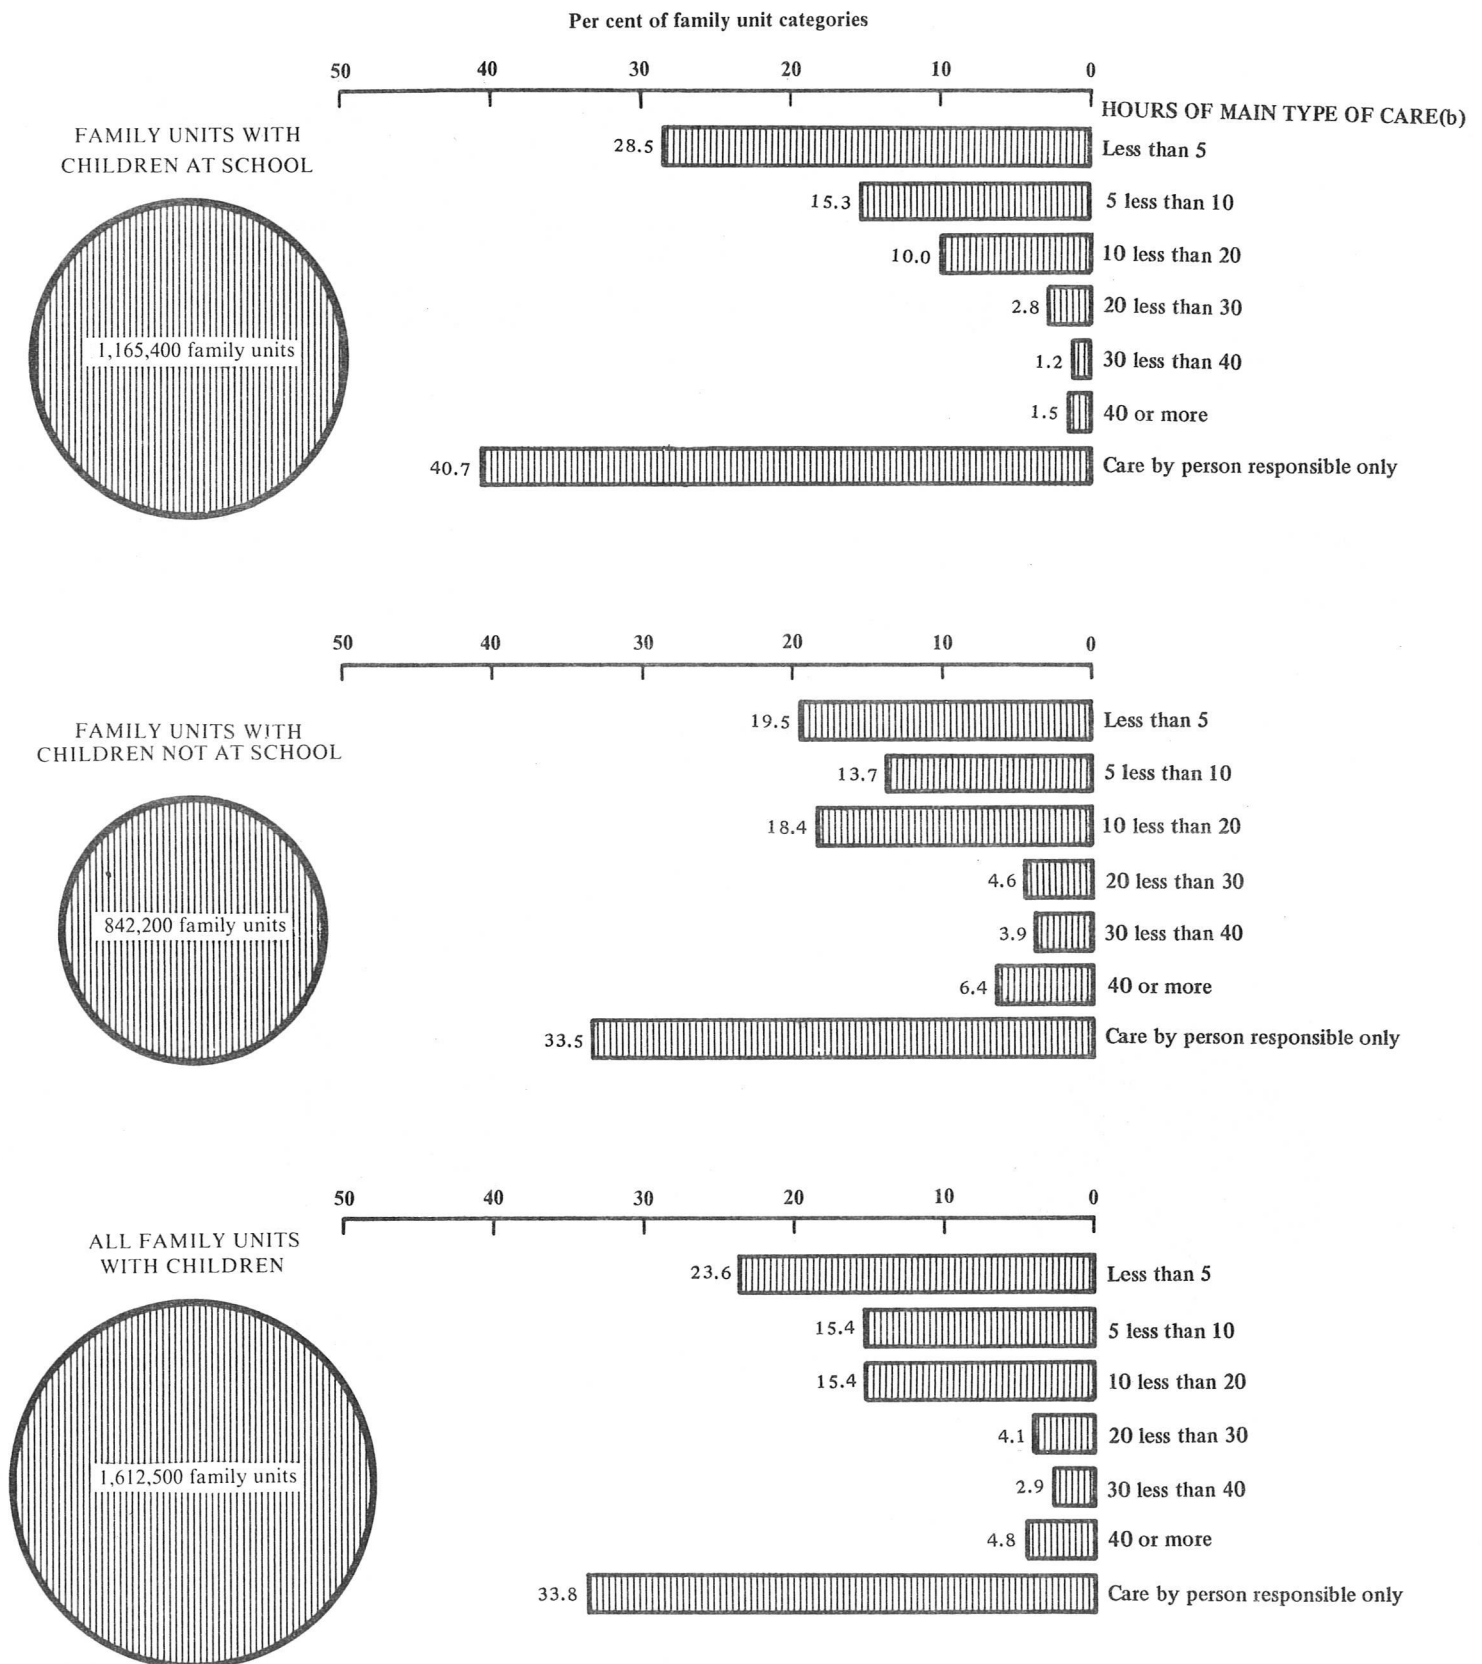 Per cent of family unit categories
50 40 30 20 10 0
HOURS OF MAIN TYPE OF CARE(b)
FAMILY UNITS WITH
CHILDREN AT SCHOOL
1,165,400 family units
28.5 Less than 5
15.3 5 less than 10
10.0 10 less than 20
2.8 20 less than 30
1.2 30 less than 40
1.5 40 or more
40.7 Care by person responsible only
50 40 30 20 10 0
FAMILY UNITS WITH
CHILDREN NOT AT SCHOOL
842,200 family units
19.5 Less than 5
13.7 5 less than 10
18.4 10 less than 20
4.6 20 less than 30
3.9 30 less than 40
6.4 40 or more
33.5 Care by person responsible only
50 40 30 20 10 0
ALL FAMILY UNITS
WITH CHILDREN
1,612,500 family units
23.6 Less than 5
15.4 5 less than 10
15.4 10 less than 20
4.1 20 less than 30
2.9 30 less than 40
4.8 40 or more
33.8 Care by person responsible only